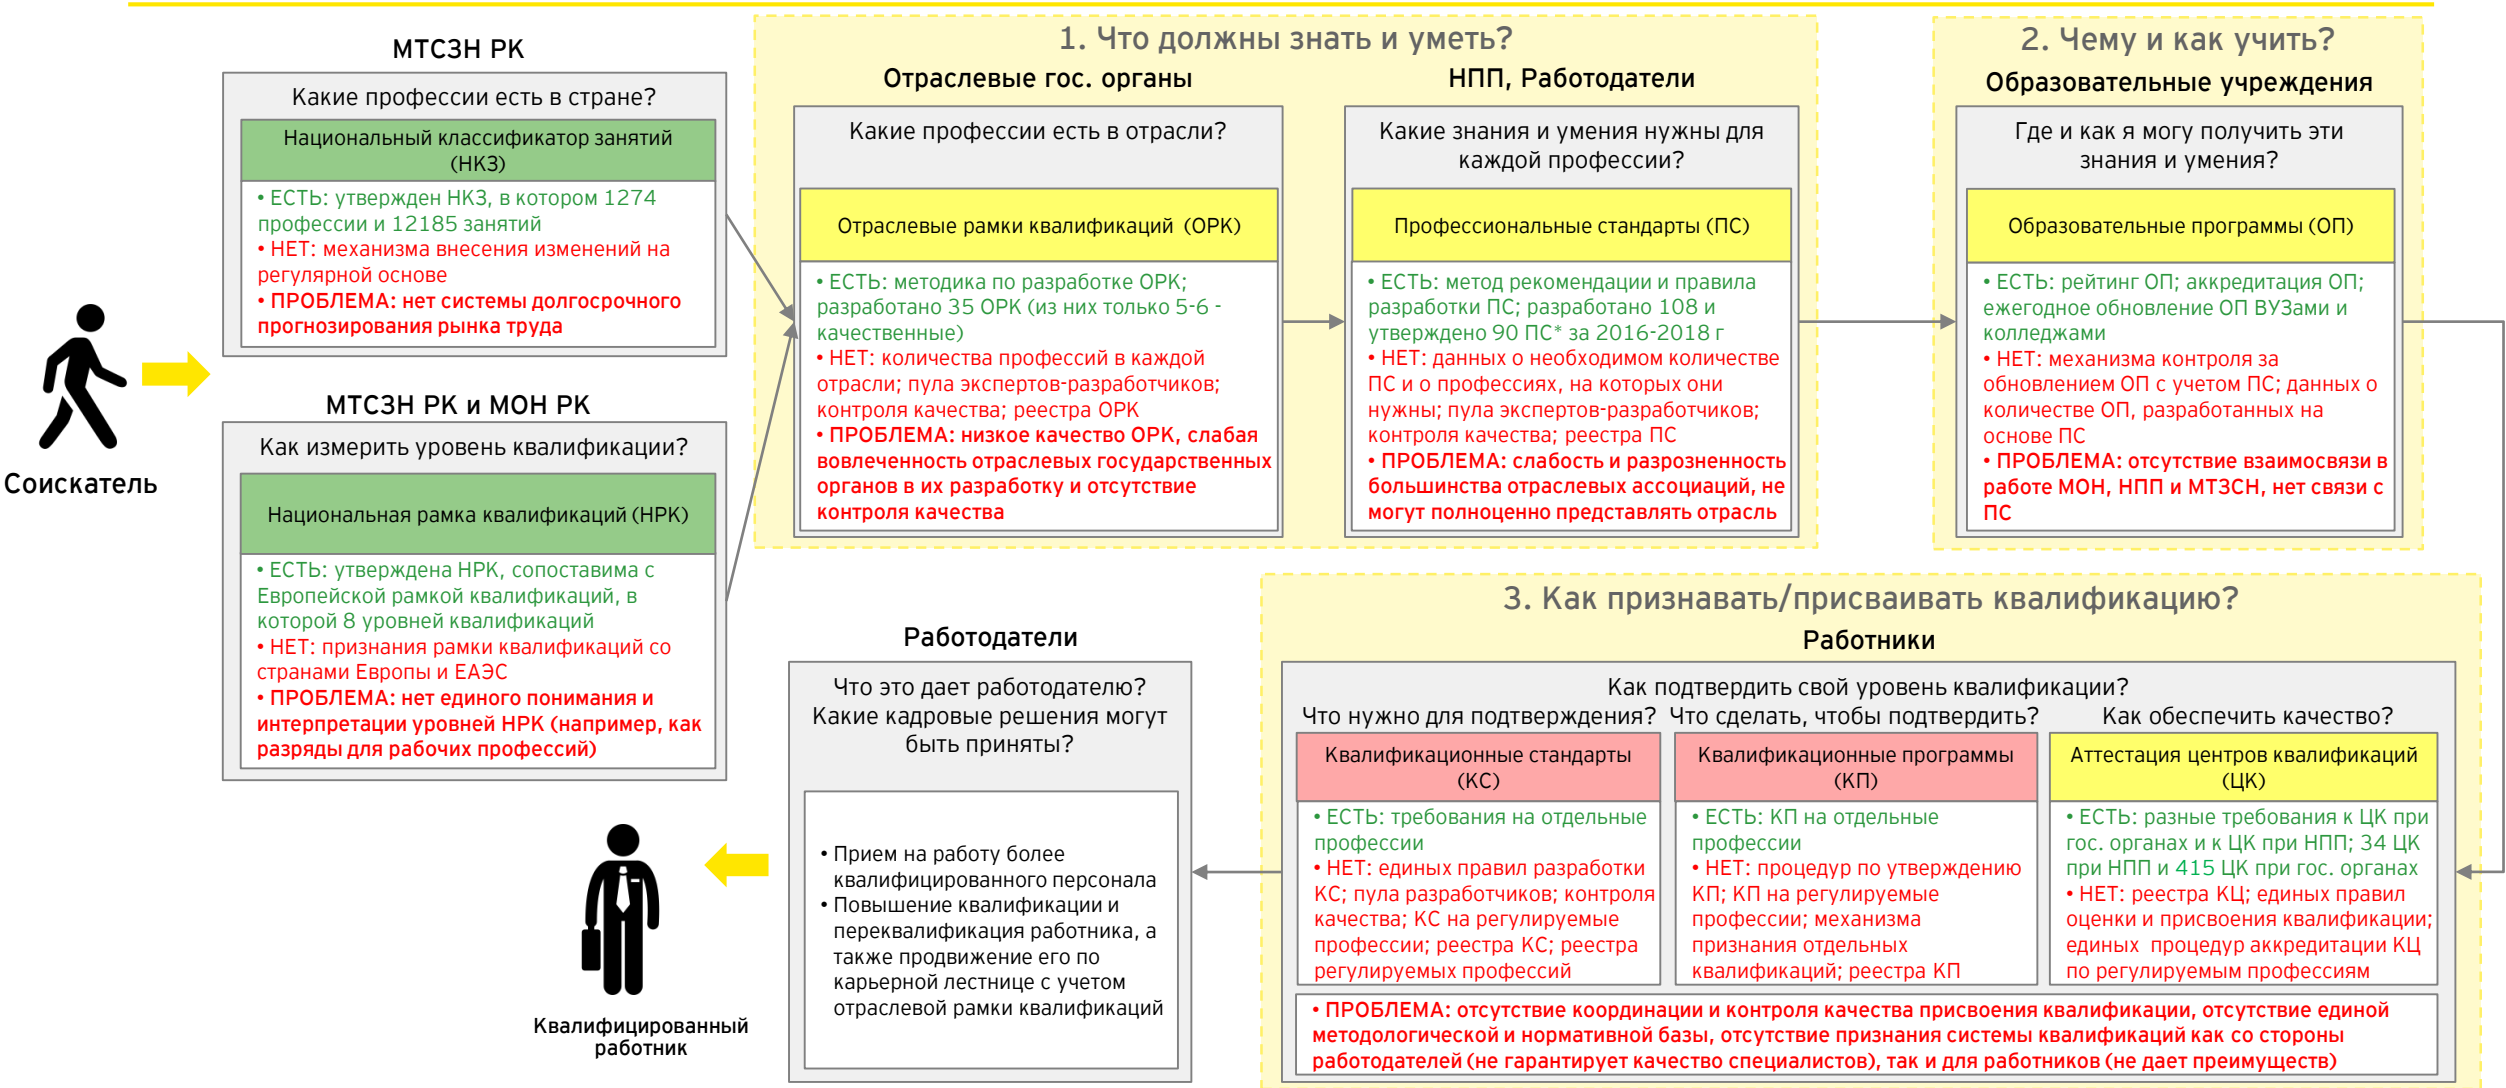 МТСЗН РК
Какие профессии есть в стране?
Национальный классификатор занятий
(НКЗ)
• ЕСТЬ: утвержден НКЗ, в котором 1274
профессии и 12185 занятий
• НЕТ: механизма внесения изменений на
регулярной основе
• ПРОБЛЕМА: нет системы долгосрочного
прогнозирования рынка труда
Соискатель
МТСЗН РК и МОН РК
Как измерить уровень квалификации?
Национальная рамка квалификаций (НРК)
• ЕСТЬ: утверждена НРК, сопоставима с
Европейской рамкой квалификаций, в
которой 8 уровней квалификаций
• НЕТ: признания рамки квалификаций со
странами Европы и ЕАЭС
• ПРОБЛЕМА: нет единого понимания и
интерпретации уровней НРК (например, как
разряды для рабочих профессий)
1. Что должны знать и уметь?
Отраслевые гос. органы
Какие профессии есть в отрасли?
Отраслевые рамки квалификаций (ОРК)
• ЕСТЬ: методика по разработке ОРК;
разработано 35 ОРК (из них только 5-6 -
качественные)
• НЕТ: количества профессий в каждой
отрасли; пула экспертов-разработчиков;
контроля качества; реестра ОРК
• ПРОБЛЕМА: низкое качество ОРК, слабая
вовлеченность отраслевых государственных
органов в их разработку и отсутствие
контроля качества
НПП, Работодатели
Какие знания и умения нужны для
каждой профессии?
Профессиональные стандарты (ПС)
• ЕСТЬ: метод рекомендации и правила
разработки ПС; разработано 108 и
утверждено 90 ПС* за 2016-2018 г
• НЕТ: данных о необходимом количестве
ПС и о профессиях, на которых они
нужны; пула экспертов-разработчиков;
контроля качества; реестра ПС
• ПРОБЛЕМА: слабость и разрозненность
большинства отраслевых ассоциаций, не
могут полноценно представлять отрасль
2. Чему и как учить?
Образовательные учреждения
Где и как я могу получить эти
знания и умения?
Образовательные программы (ОП)
• ЕСТЬ: рейтинг ОП; аккредитация ОП;
ежегодное обновление ОП ВУЗами и
колледжами
• НЕТ: механизма контроля за
обновлением ОП с учетом ПС; данных о
количестве ОП, разработанных на
основе ПС
• ПРОБЛЕМА: отсутствие взаимосвязи в
работе МОН, НПП и МТЗСН, нет связи с
ПС
3. Как признавать/присваивать квалификацию?
Работники
Как подтвердить свой уровень квалификации?
Что нужно для подтверждения?
Квалификационные стандарты
(КС)
• ЕСТЬ: требования на отдельные
профессии
• НЕТ: единых правил разработки
КС; пула разработчиков; контроля
качества; КС на регулируемые
профессии; реестра КС; реестра
регулируемых профессий
Что сделать, чтобы подтвердить?
Квалификационные программы
(КП)
• ЕСТЬ: КП на отдельные
профессии
• НЕТ: процедур по утверждению
КП; КП на регулируемые
профессии; механизма
признания отдельных
квалификаций; реестра КП
Как обеспечить качество?
Аттестация центров квалификаций
(ЦК)
• ЕСТЬ: разные требования к ЦК при
гос. органах и к ЦК при НПП; 34 ЦК
при НПП и 415 ЦК при гос. органах
• НЕТ: реестра КЦ; единых правил
оценки и присвоения квалификации;
единых процедур аккредитации КЦ
по регулируемым профессиям
• ПРОБЛЕМА: отсутствие координации и контроля качества присвоения квалификации, отсутствие единой
методологической и нормативной базы, отсутствие признания системы квалификаций как со стороны
работодателей (не гарантирует качество специалистов), так и для работников (не дает преимуществ)
Работодатели
Что это дает работодателю?
Какие кадровые решения могут
быть приняты?
• Прием на работу более
квалифицированного персонала
• Повышение квалификации и
переквалификация работника, а
также продвижение его по
карьерной лестнице с учетом
отраслевой рамки квалификаций
Квалифицированный
работник